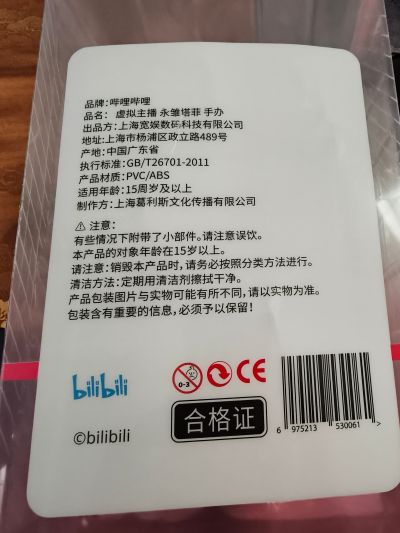 品牌：哔哩哔哩
品名： 虚拟主播 永雏塔菲 手办
出品方：上海宽娱数码科技有限公司
地址：上海市杨浦区政立路489号
产地：中国广东省
执行标准：GB/T26701-2011
产品材质：PVC/ABS
适用年龄：15周岁及以上
制作方：上海葛利斯文化传播有限公司
⚠ 注意：
有些情况下附带了小部件。请注意误饮。
本产品的对象年龄在15岁以上。
请注意：销毁本产品时，请务必按照分类方法进行。
清洁方法：定期用清洁剂擦拭干净。
产品包装图片与实物可能有所不同，请以实物为准。
包装含有重要的信息，必须予以保留！
bilibili
0-3
CE
合格证
©bilibili
6 975213 530061 >